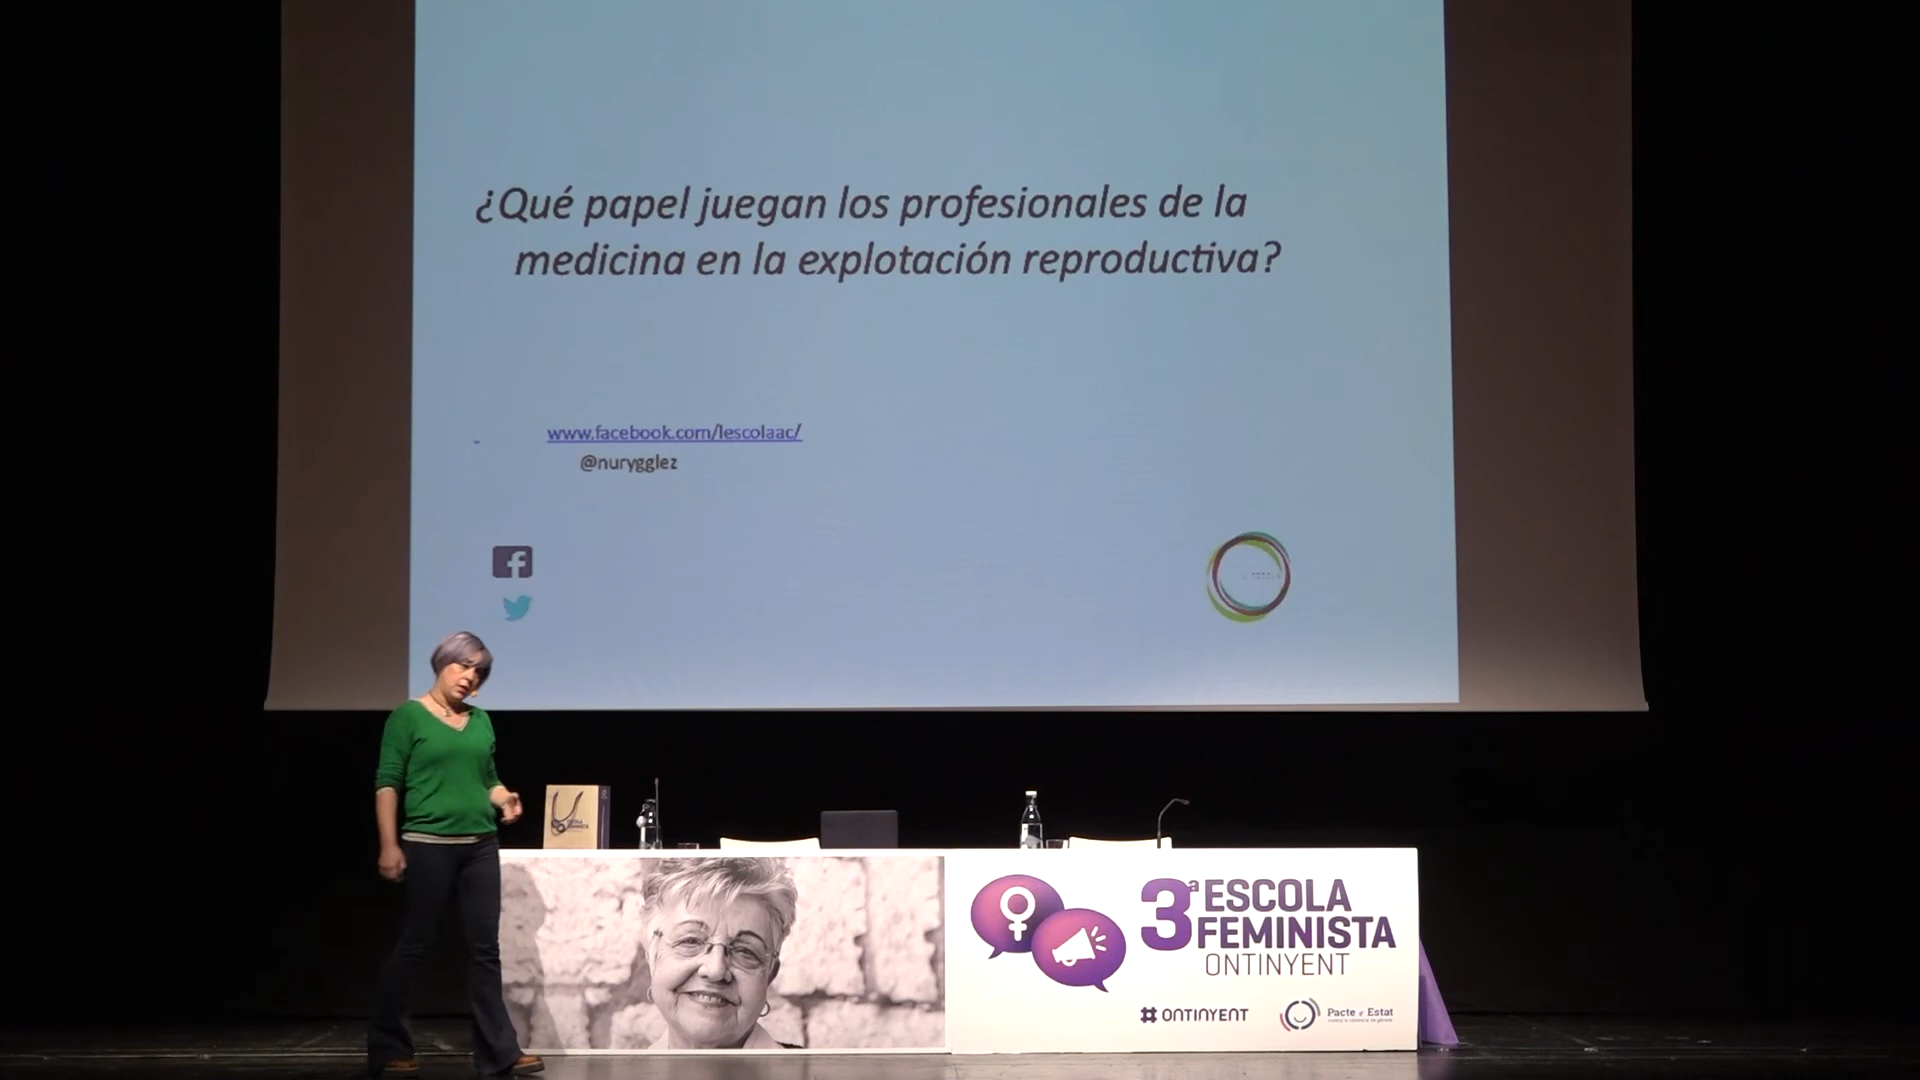 ¿Qué papel juegan los profesionales de la
medicina en la explotación reproductiva?
www.facebook.com/lescolaac/
@nurygglez
3ª ESCOLA
FEMINISTA
ONTINYENT
ONTINYENT
Pacte d'Estat